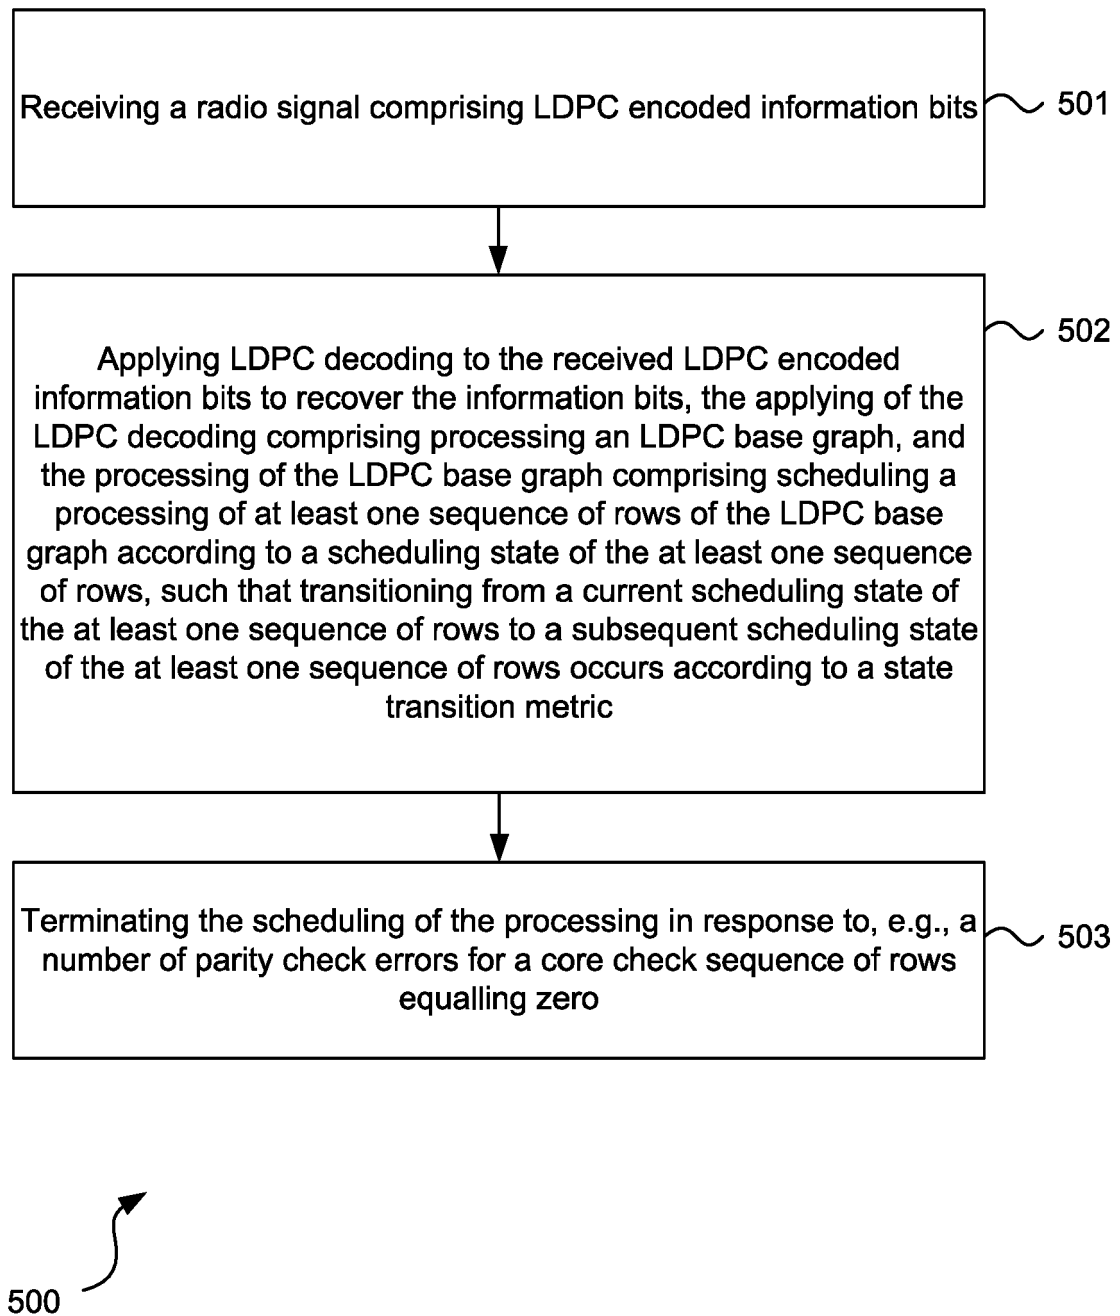 Receiving a radio signal comprising LDPC encoded information bits
501
502
Applying LDPC decoding to the received LDPC encoded
information bits to recover the information bits, the applying of the
LDPC decoding comprising processing an LDPC base graph, and
the processing of the LDPC base graph comprising scheduling a
processing of at least one sequence of rows of the LDPC base
graph according to a scheduling state of the at least one sequence
of rows, such that transitioning from a current scheduling state of
the at least one sequence of rows to a subsequent scheduling state
of the at least one sequence of rows occurs according to a state
transition metric
Terminating the scheduling of the processing in response to, e.g., a
number of parity check errors for a core check sequence of rows
equalling zero
503
500